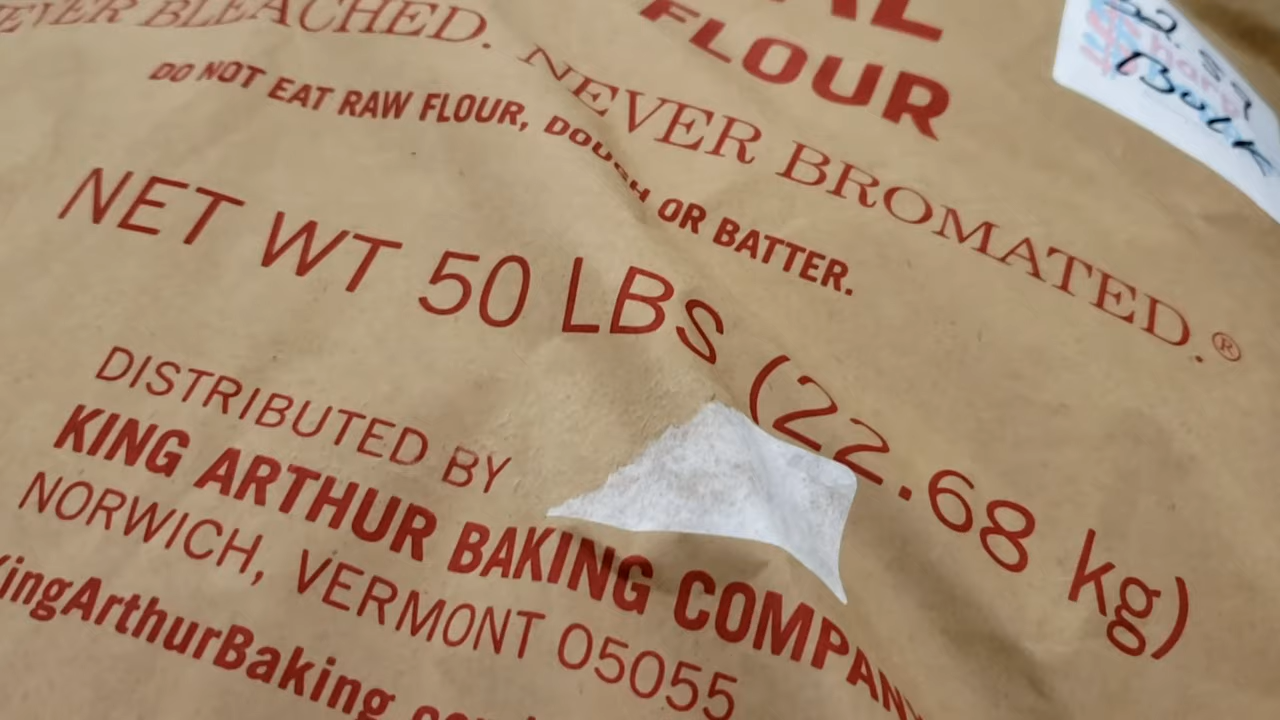 FLOUR
EVER BLEACHED. NEVER BROMATED.®
DO NOT EAT RAW FLOUR, DOUGH OR BATTER.
NET WT 50 LBS (22.68 kg)
DISTRIBUTED BY
KING ARTHUR BAKING COMPANY
NORWICH, VERMONT 05055
KingArthurBaking.com
Bulk